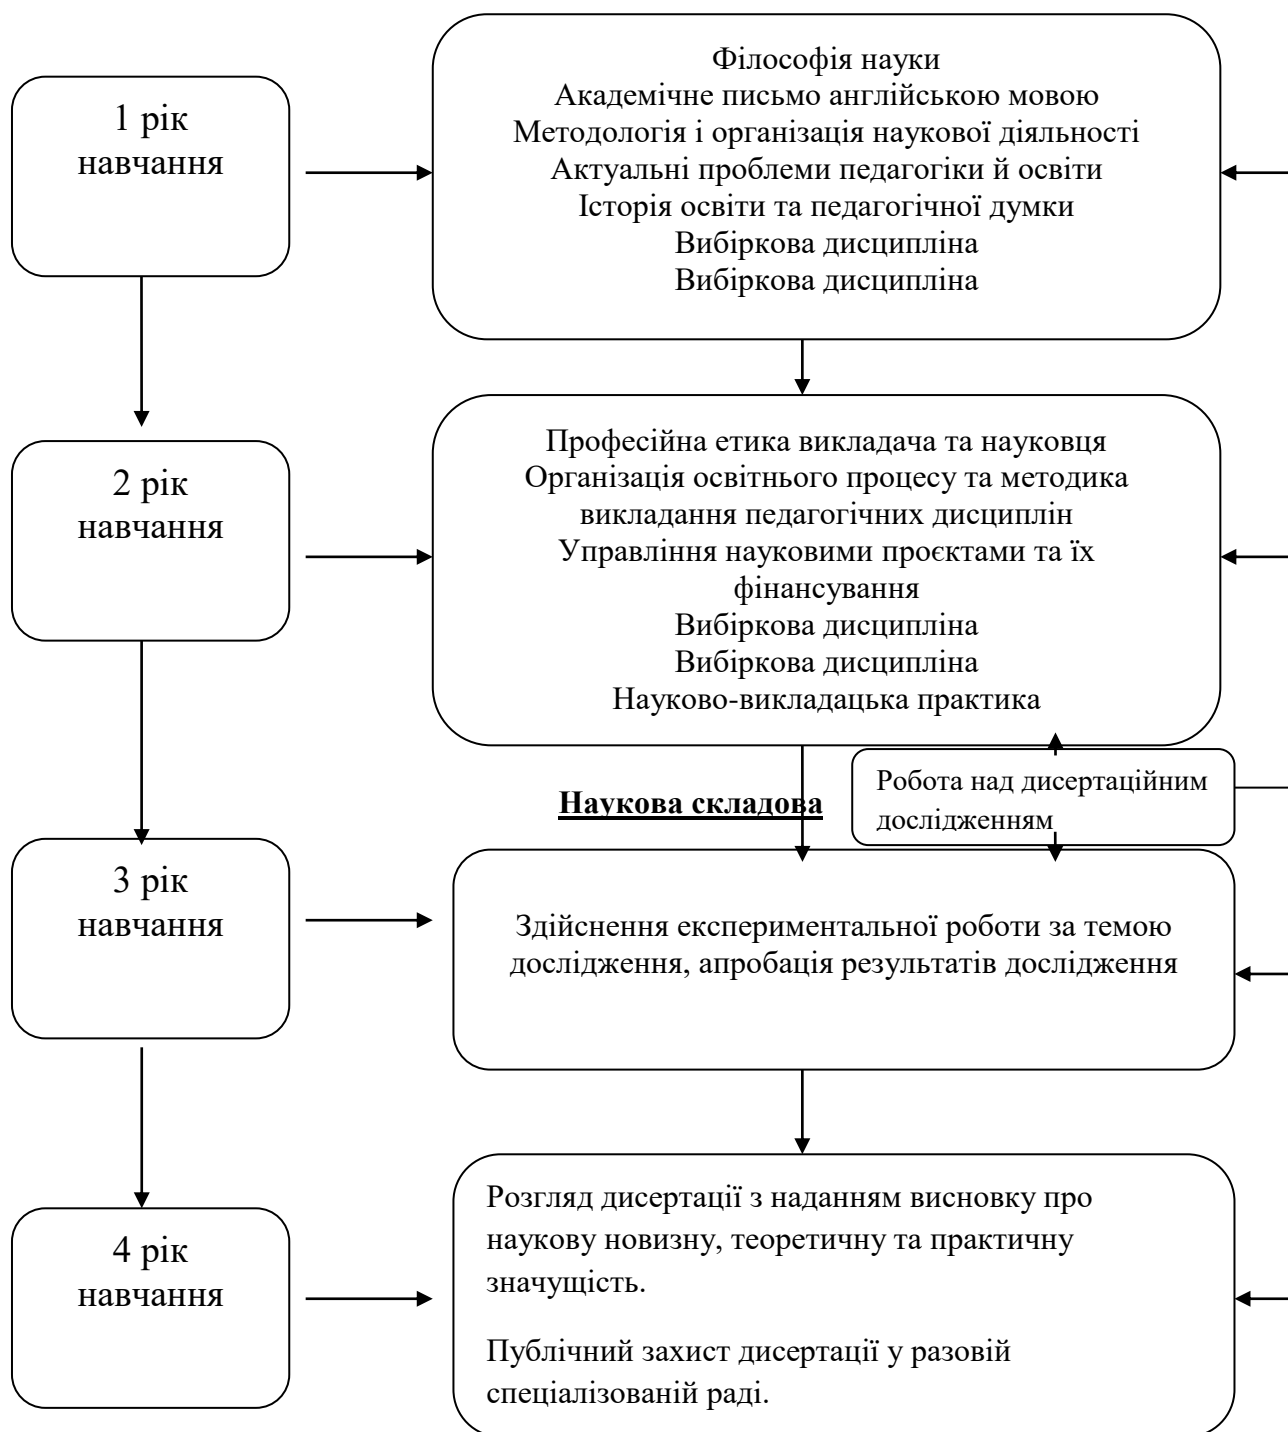 1 рік
навчання
Філософія науки
Академічне письмо англійською мовою
Методологія і організація наукової діяльності
Актуальні проблеми педагогіки й освіти
Історія освіти та педагогічної думки
Вибіркова дисципліна
Вибіркова дисципліна
2 рік
навчання
Професійна етика викладача та науковця
Організація освітнього процесу та методика
викладання педагогічних дисциплін
Управління науковими проєктами та їх
фінансування
Вибіркова дисципліна
Вибіркова дисципліна
Науково-викладацька практика
Наукова складова
Робота над дисертаційним
дослідженням
3 рік
навчання
Здійснення експериментальної роботи за темою
дослідження, апробація результатів дослідження
4 рік
навчання
Розгляд дисертації з наданням висновку про
наукову новизну, теоретичну та практичну
значущість.
Публічний захист дисертації у разовій
спеціалізованій раді.